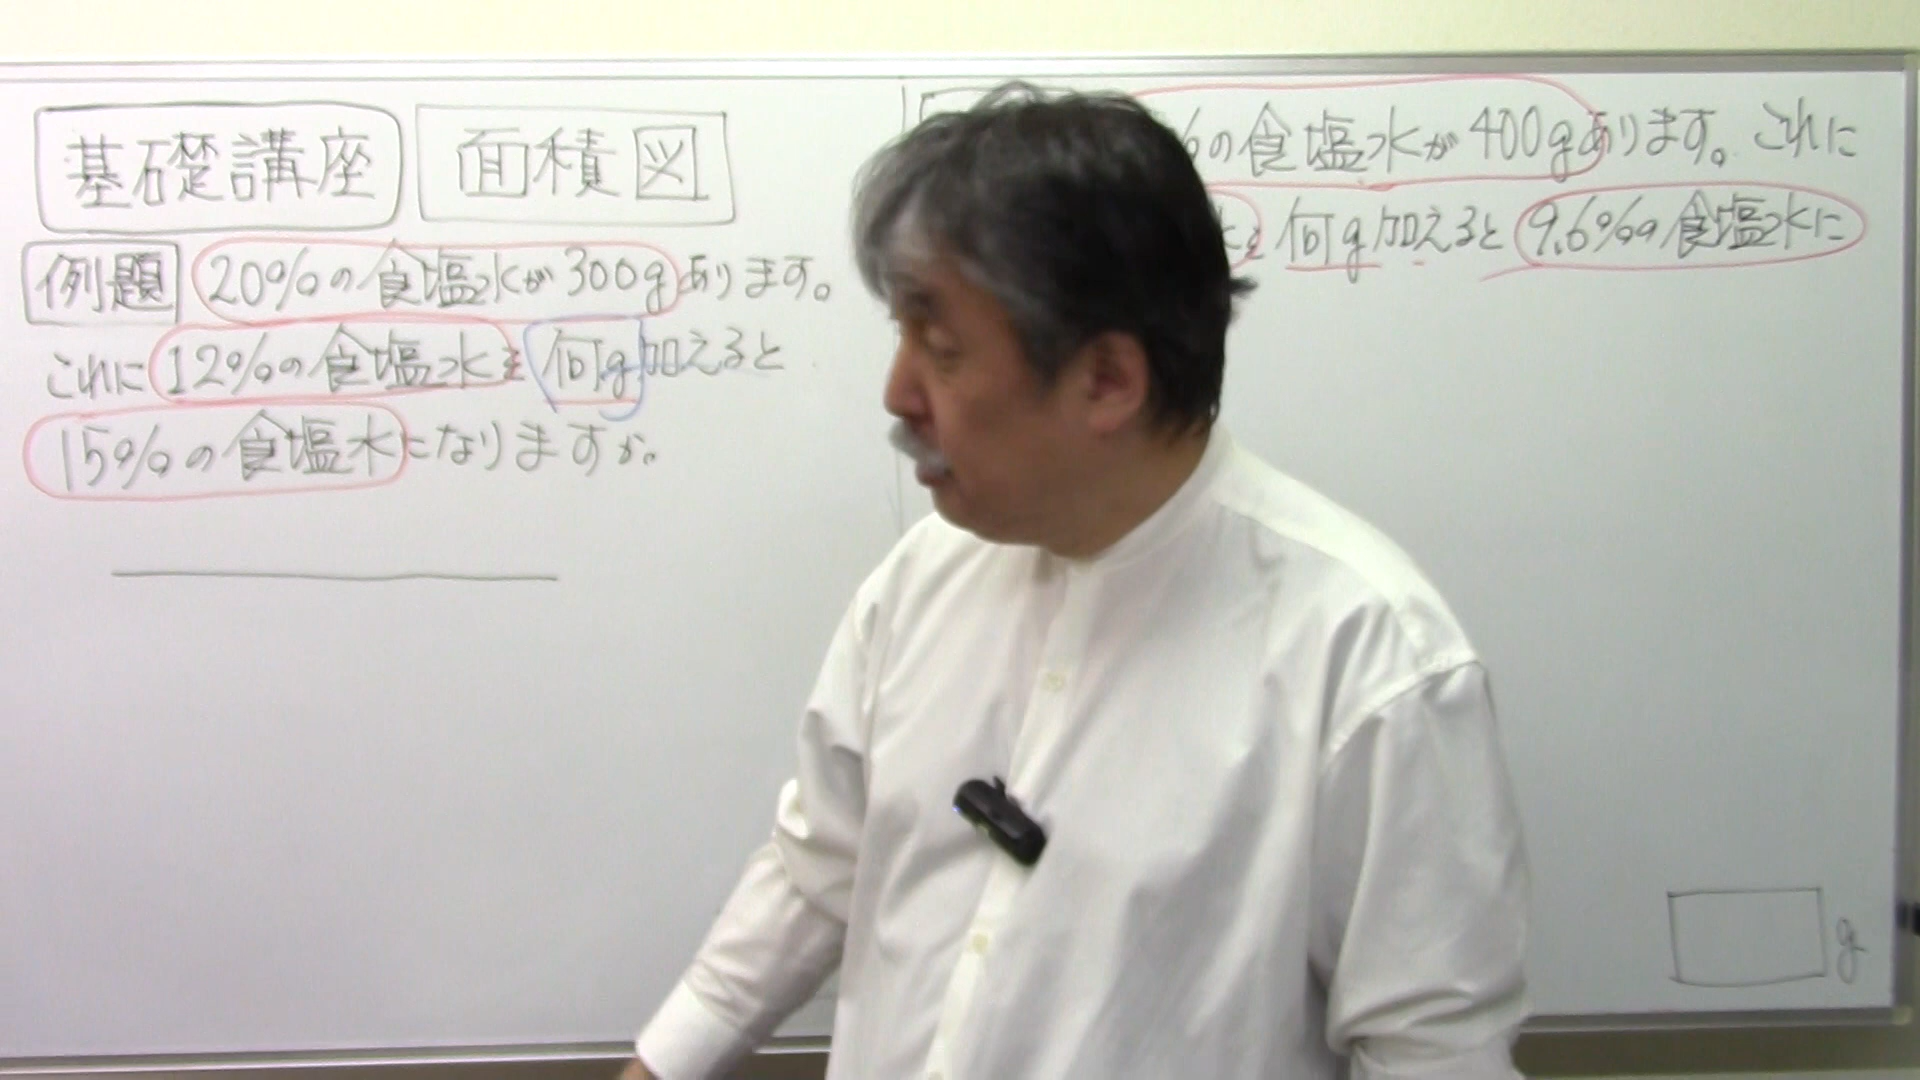 基礎講座 面積図
例題 20%の食塩水が300gあります。
これに12%の食塩水を何g加えると
15%の食塩水になりますか。
%の食塩水が400gあります。これに
水を何g加えると9.6%の食塩水に
g